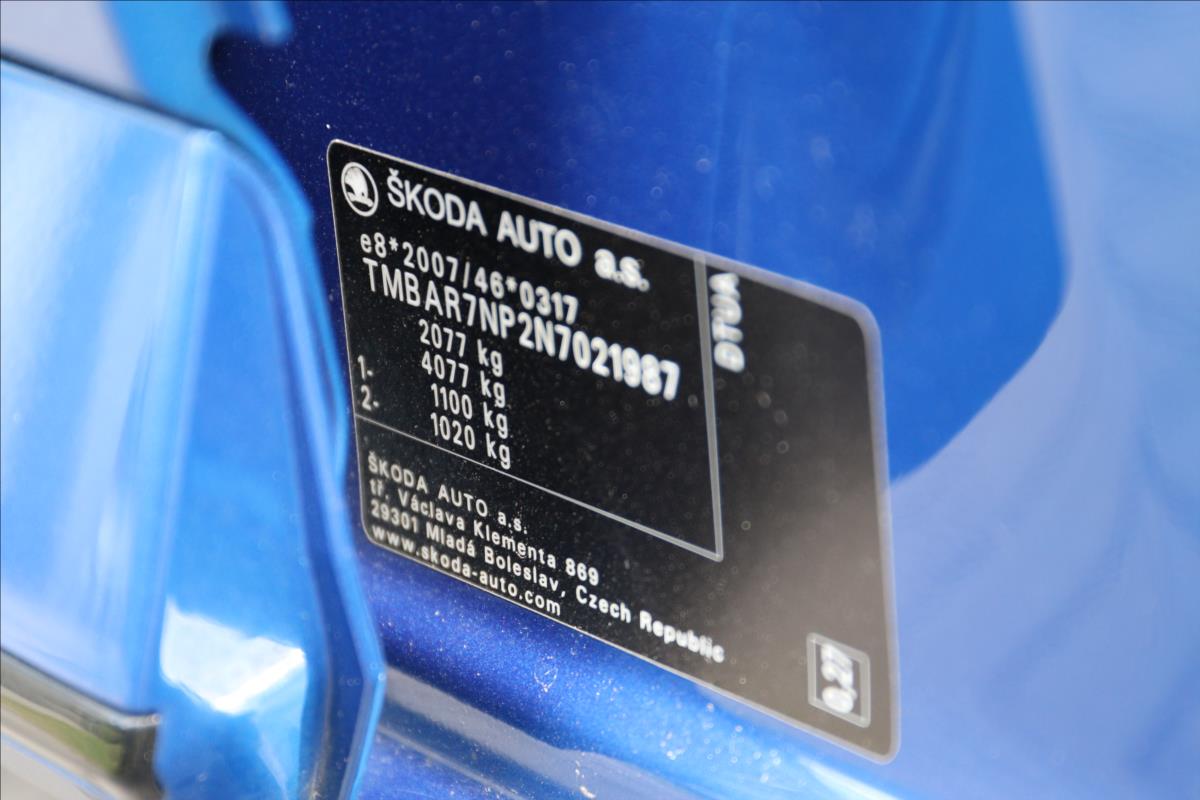 ŠKODA AUTO a.s.
e8*2007/46*0317
TMBAR7NP2N7021987
2077 kg
4077 kg
1- 1100 kg
2- 1020 kg
DTUA
ŠKODA AUTO a.s.
tř. Václava Klementa 869
29301 Mladá Boleslav, Czech Republic
www.skoda-auto.com